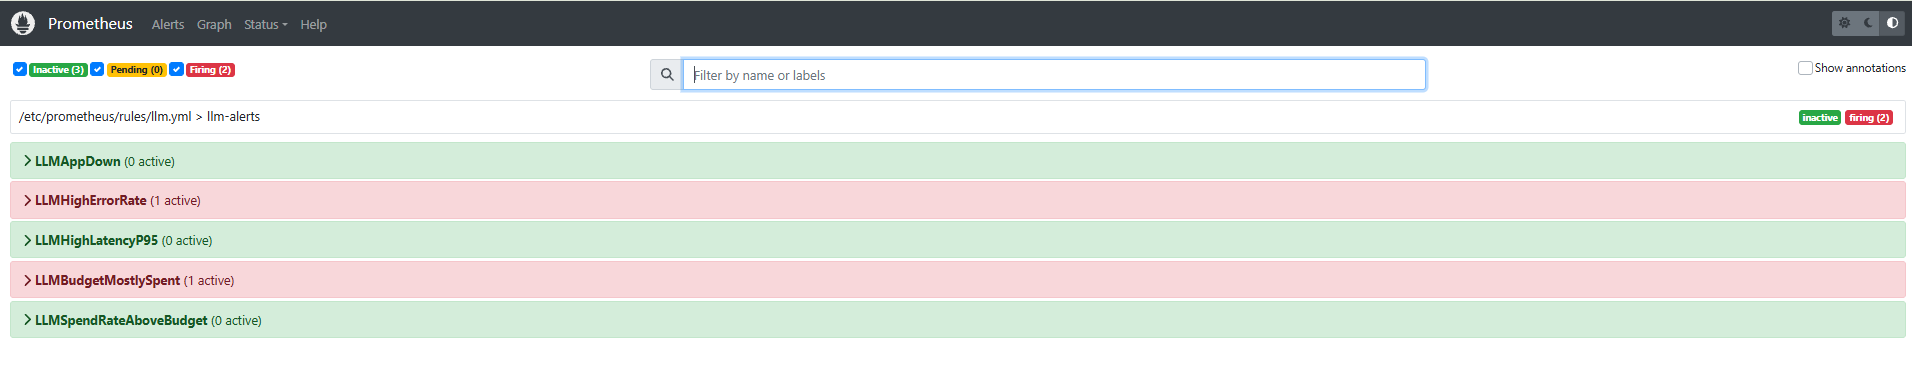 Prometheus Alerts Graph Status Help
Inactive (3) Pending (0) Firing (2) Filter by name or labels Show annotations
/etc/prometheus/rules/llm.yml > llm-alerts inactive firing (2)
LLMAppDown (0 active)
LLMHighErrorRate (1 active)
LLMHighLatencyP95 (0 active)
LLMBudgetMostlySpent (1 active)
LLMSpendRateAboveBudget (0 active)